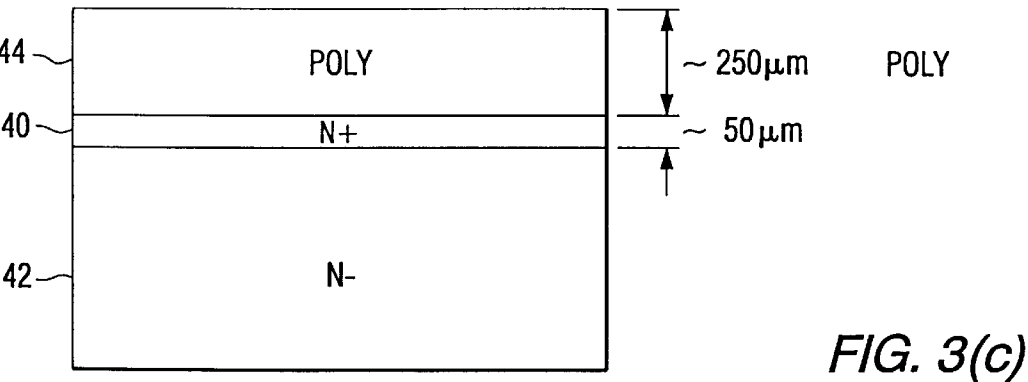 44 POLY ~ 250μm POLY
40 N+ ~ 50μm
42 N-
FIG. 3(c)